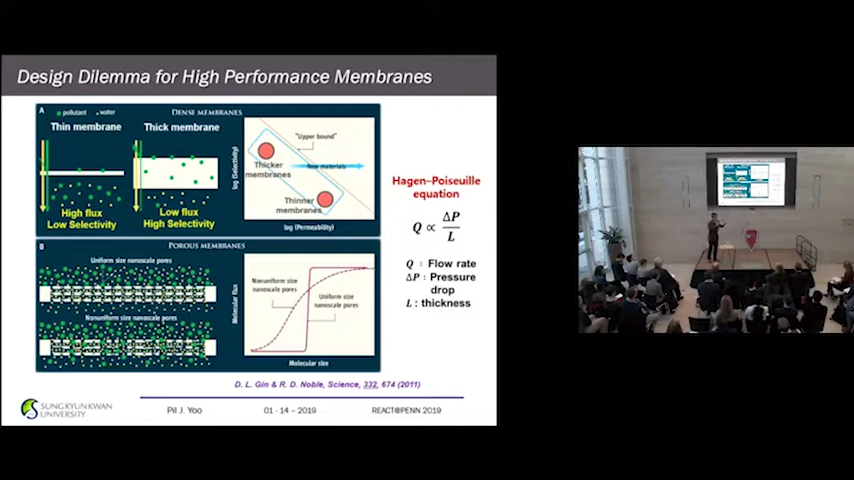 Design Dilemma for High Performance Membranes
A
DENSE MEMBRANES
pollutant water
Thin membrane
Thick membrane
High flux
Low Selectivity
Low flux
High Selectivity
log (Selectivity)
"Upper bound"
Thicker
membranes
New materials
Thinner
membranes
log (Permeability)
Hagen–Poiseuille
equation
Q ∝ ΔP/L
Q : Flow rate
ΔP : Pressure
drop
L : thickness
B
POROUS MEMBRANES
Uniform size nanoscale pores
Nonuniform size nanoscale pores
Molecular flux
Nonuniform size
nanoscale pores
Uniform size
nanoscale pores
Molecular size
D. L. Gin & R. D. Noble, Science, 332, 674 (2011)
SUNGKYUNKWAN
UNIVERSITY
Pil J. Yoo
01 - 14 – 2019
REACT@PENN 2019